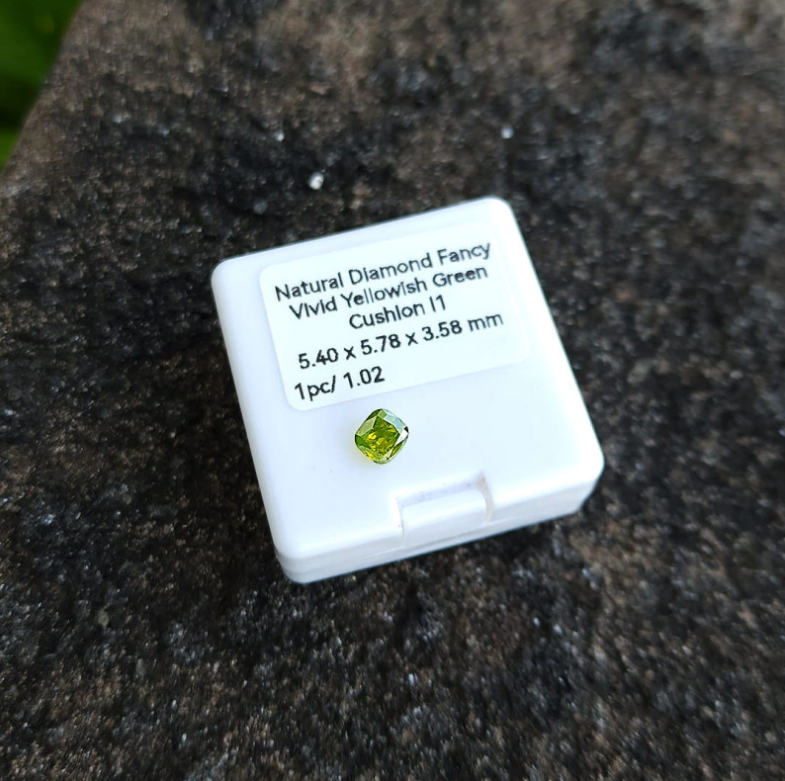 Natural Diamond Fancy
Vivid Yellowish Green
Cushion I1
5.40 x 5.78 x 3.58 mm
1pc/ 1.02